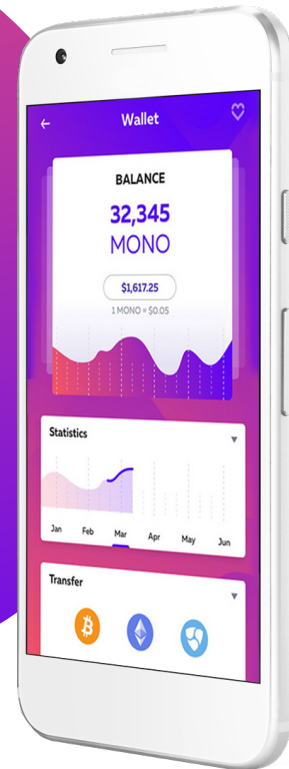 Wallet
BALANCE
32,345
MONO
$1,617.25
1 MONO = $0.05
Statistics
Jan Feb Mar Apr May Jun
Transfer